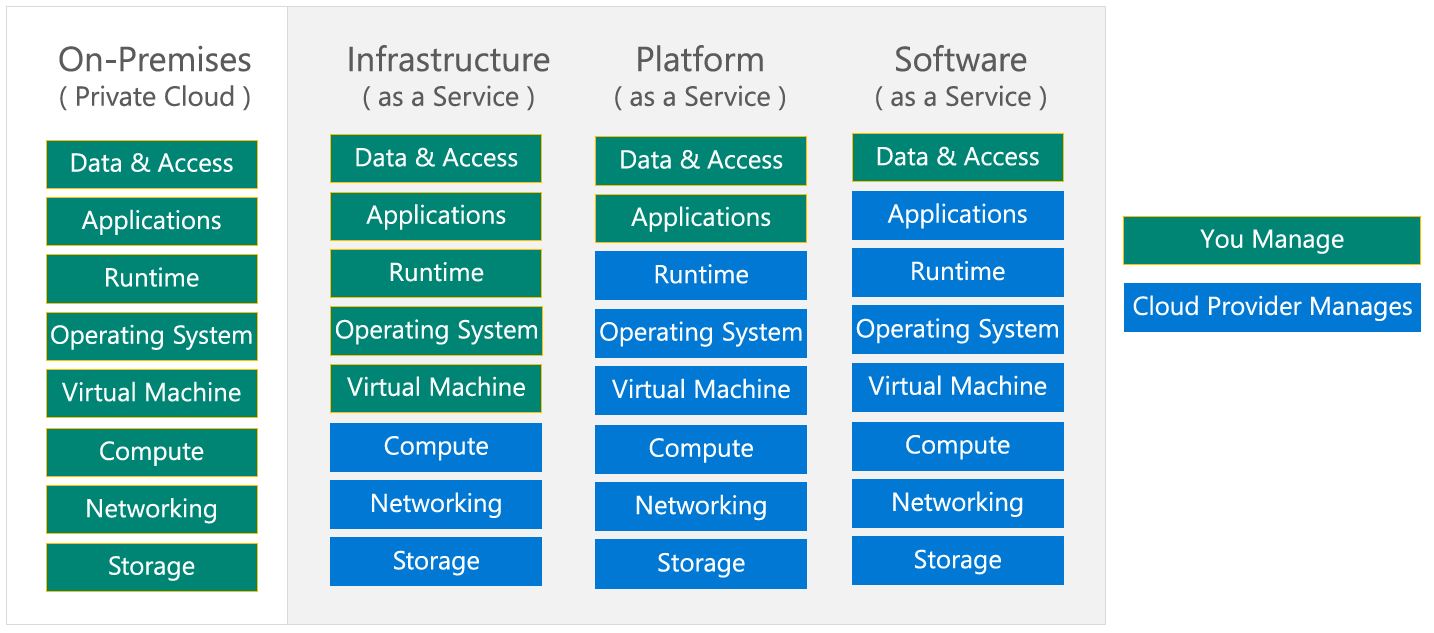 On-Premises
( Private Cloud )
Data & Access
Applications
Runtime
Operating System
Virtual Machine
Compute
Networking
Storage
Infrastructure
( as a Service )
Data & Access
Applications
Runtime
Operating System
Virtual Machine
Compute
Networking
Storage
Platform
( as a Service )
Data & Access
Applications
Runtime
Operating System
Virtual Machine
Compute
Networking
Storage
Software
( as a Service )
Data & Access
Applications
Runtime
Operating System
Virtual Machine
Compute
Networking
Storage
You Manage
Cloud Provider Manages